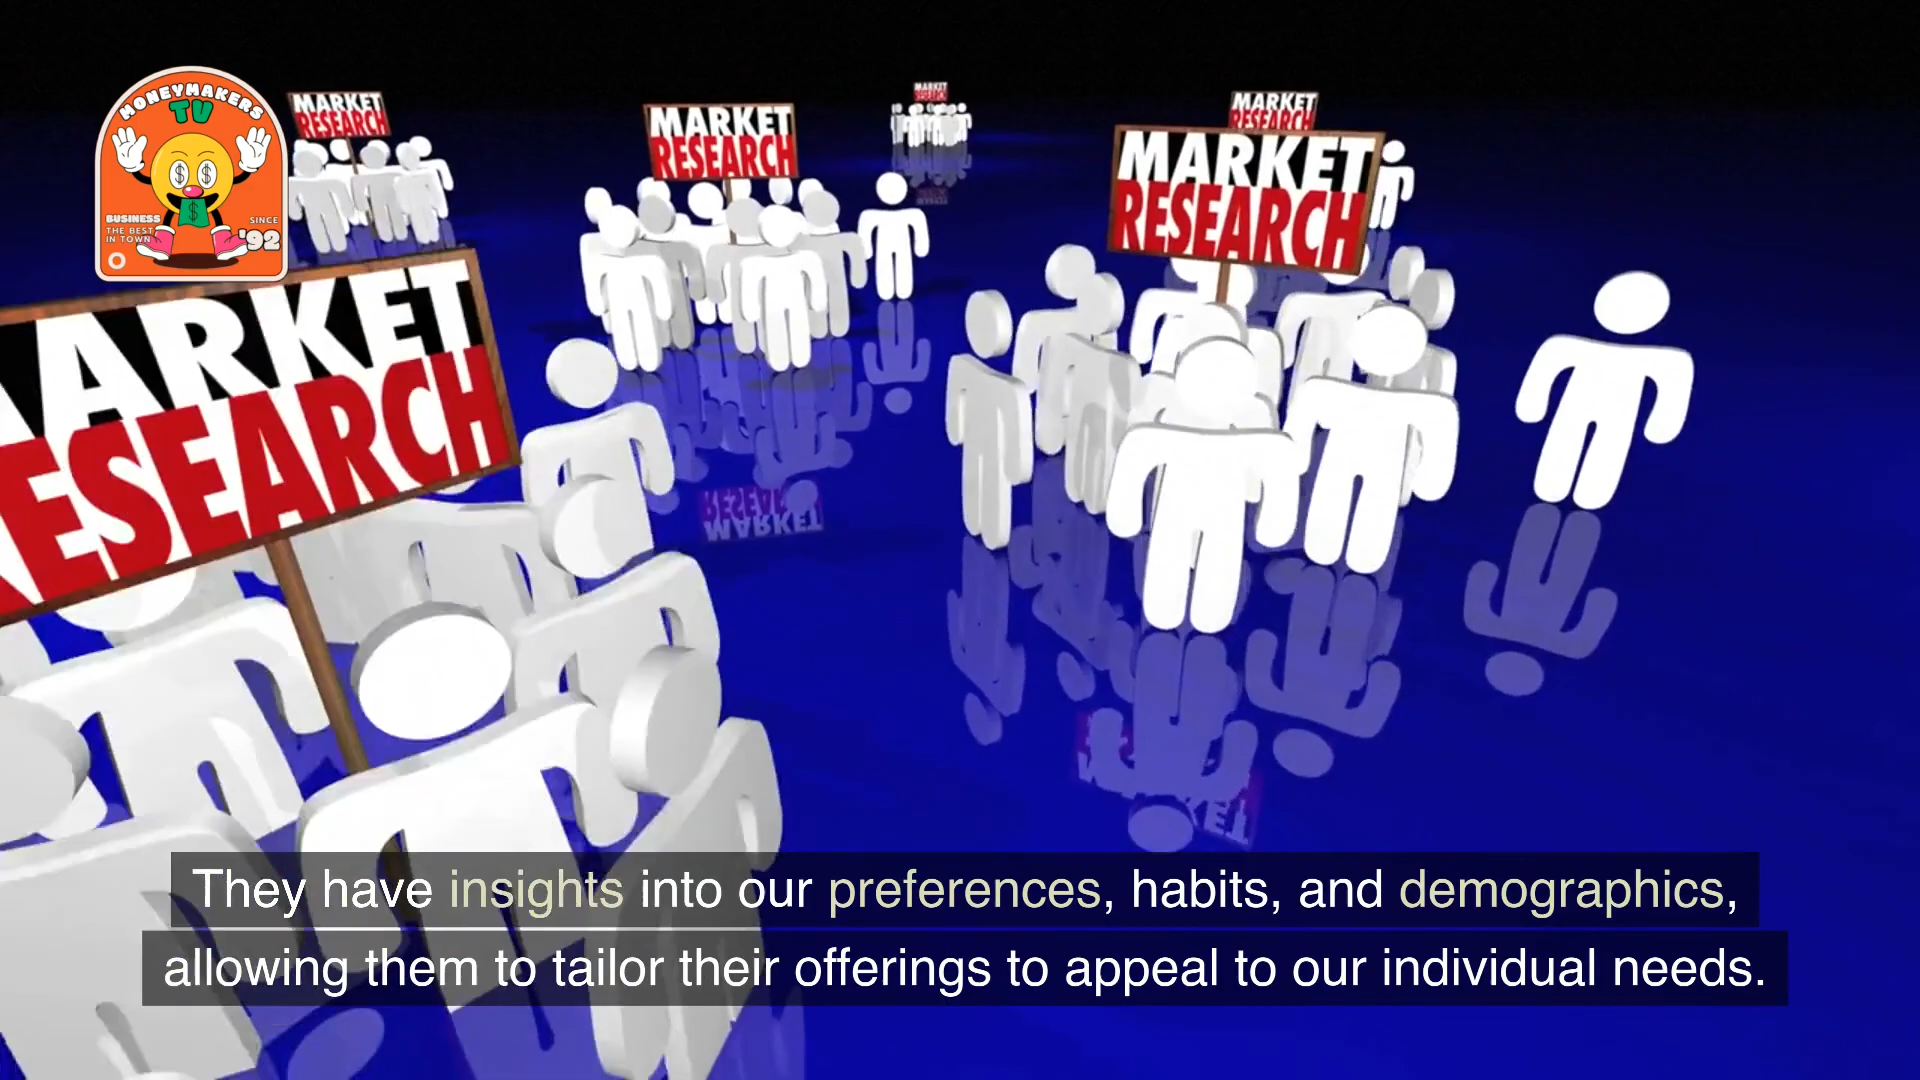 MONEYMAKERS
TV
BUSINESS
THE BEST
IN TOWN
SINCE
'92
MARKET
RESEARCH
MARKET
RESEARCH
MARKET
RESEARCH
MARKET
RESEARCH
MARKET
RESEARCH
ARKET
ESEARCH
They have insights into our preferences, habits, and demographics,
allowing them to tailor their offerings to appeal to our individual needs.